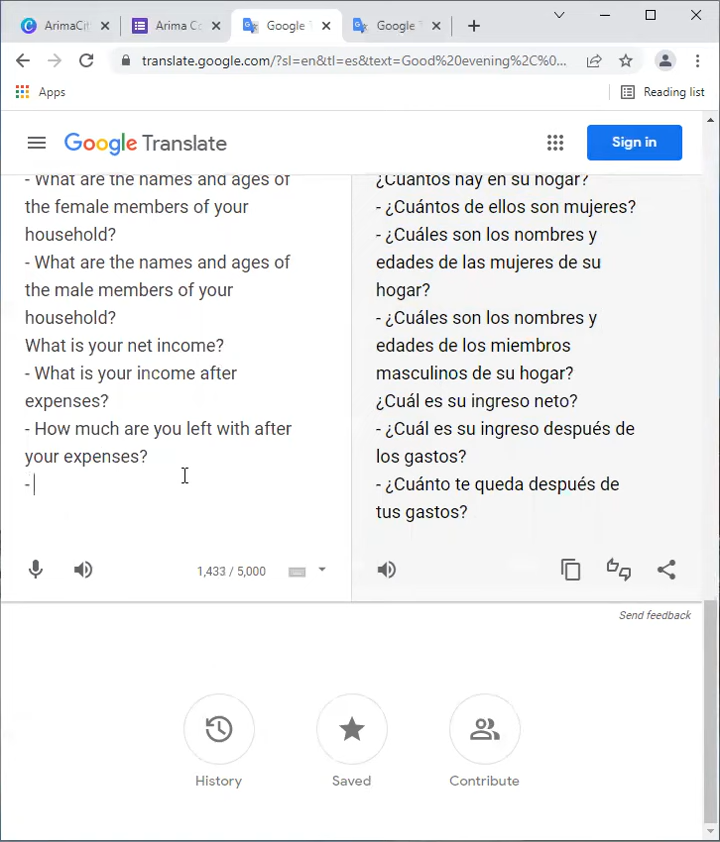 ArimaCit
Arima Co
Google T
Google T
translate.google.com/?sl=en&tl=es&text=Good%20evening%2C%0...
Apps
Reading list
Google Translate
Sign in
- What are the names and ages of
the female members of your
household?
- What are the names and ages of
the male members of your
household?
What is your net income?
- What is your income after
expenses?
- How much are you left with after
your expenses?
-
1,433 / 5,000
¿Cuántos hay en su hogar?
- ¿Cuántos de ellos son mujeres?
- ¿Cuáles son los nombres y
edades de las mujeres de su
hogar?
- ¿Cuáles son los nombres y
edades de los miembros
masculinos de su hogar?
¿Cuál es su ingreso neto?
- ¿Cuál es su ingreso después de
los gastos?
- ¿Cuánto te queda después de
tus gastos?
Send feedback
History
Saved
Contribute